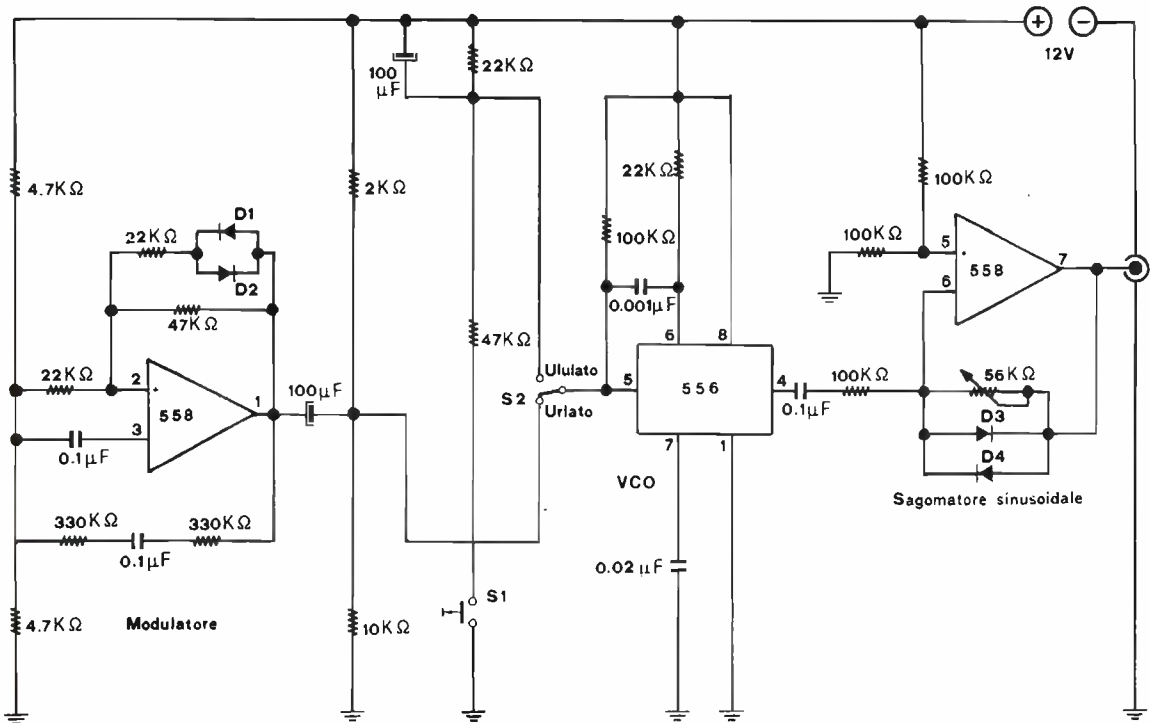 + −
12V
100
µF
22KΩ
4.7KΩ
2KΩ
22KΩ
100KΩ
D1
22KΩ
D2
47KΩ
100KΩ
0.001µF
100KΩ
5
7
558
6
47KΩ
22KΩ
2
558
1
3
0.1µF
100µF
Ululato
S2
Urlato
6
8
5
556
4
7
1
0.1µF
100KΩ
56KΩ
D3
D4
VCO
Sagomatore sinusoidale
330KΩ
0.1µF
330KΩ
0.02µF
4.7KΩ
Modulatore
10KΩ
S1